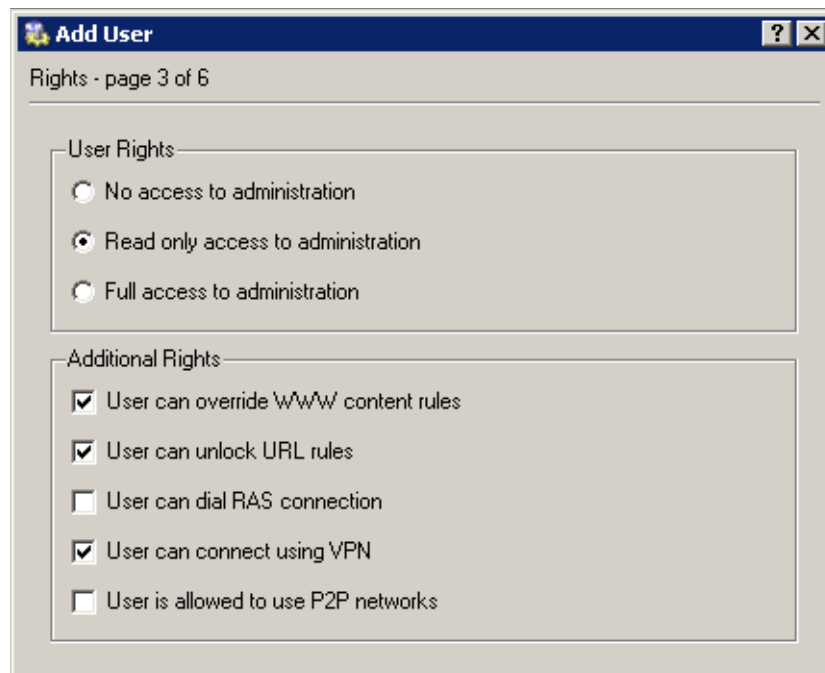 Add User
Rights - page 3 of 6
User Rights
No access to administration
Read only access to administration
Full access to administration
Additional Rights
User can override WWW content rules
User can unlock URL rules
User can dial RAS connection
User can connect using VPN
User is allowed to use P2P networks